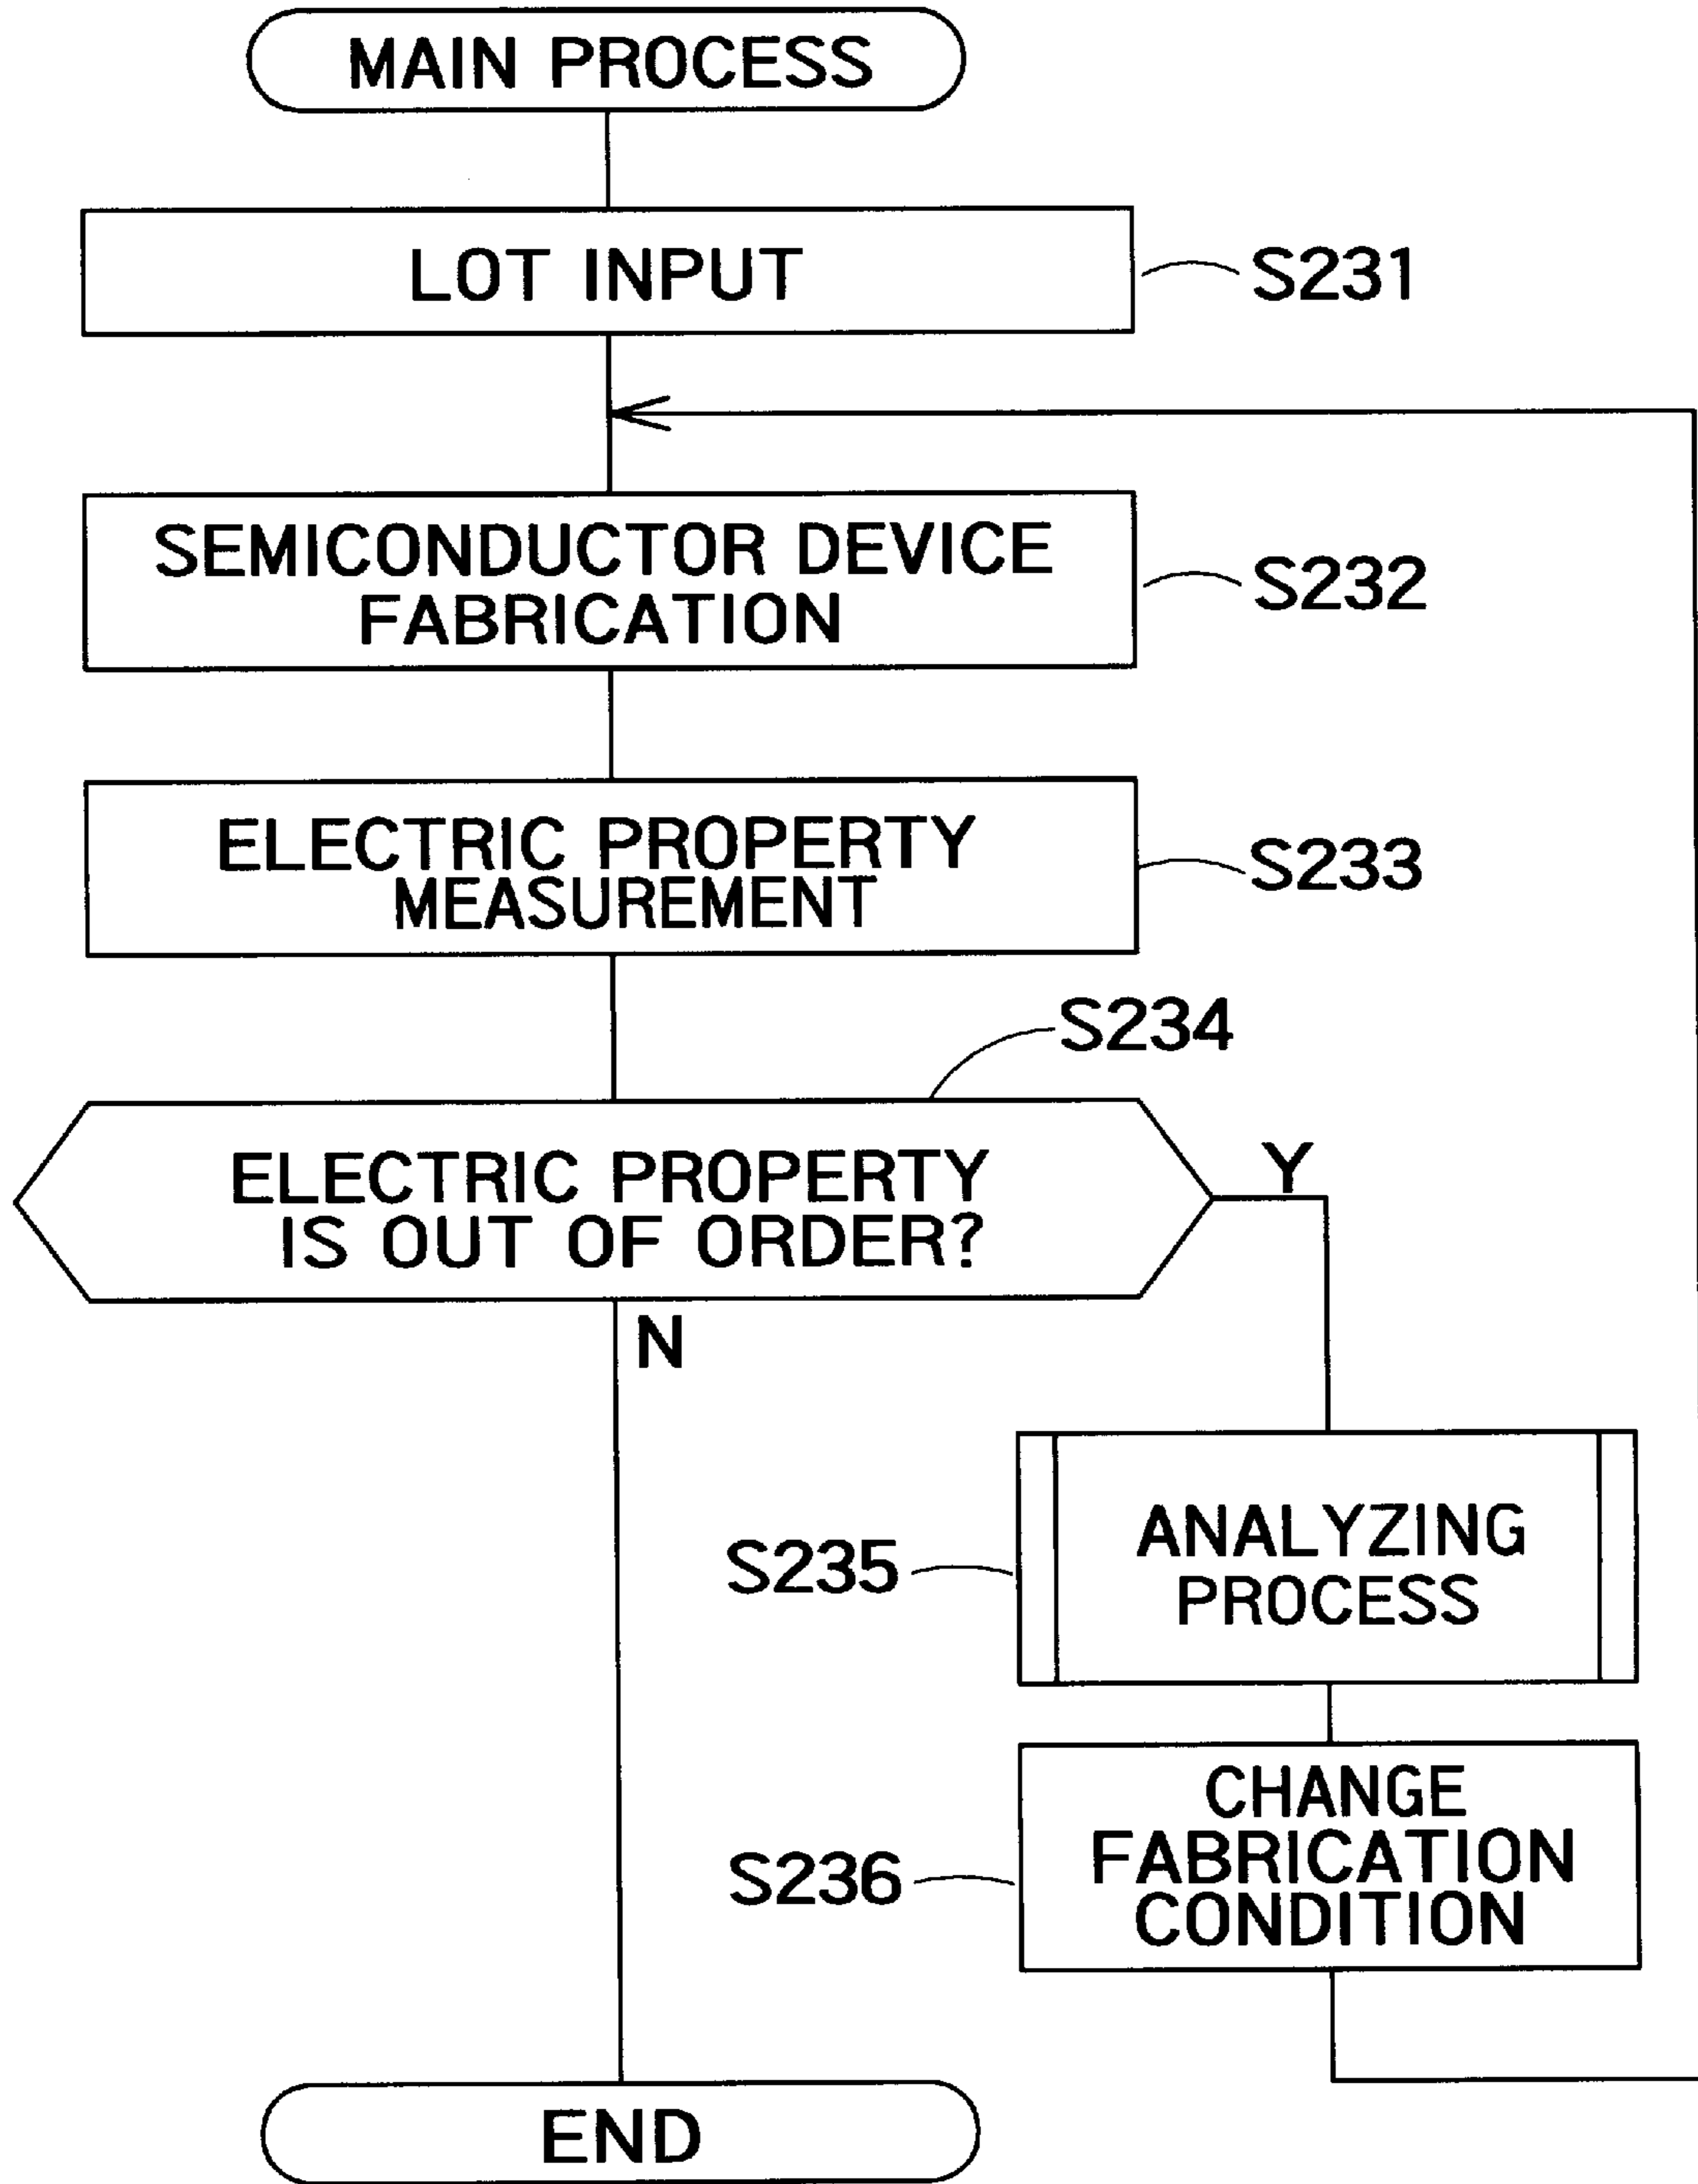 MAIN PROCESS
LOT INPUT
S231
SEMICONDUCTOR DEVICE
FABRICATION
S232
ELECTRIC PROPERTY
MEASUREMENT
S233
S234
ELECTRIC PROPERTY
IS OUT OF ORDER?
Y
N
S235
ANALYZING
PROCESS
S236
CHANGE
FABRICATION
CONDITION
END